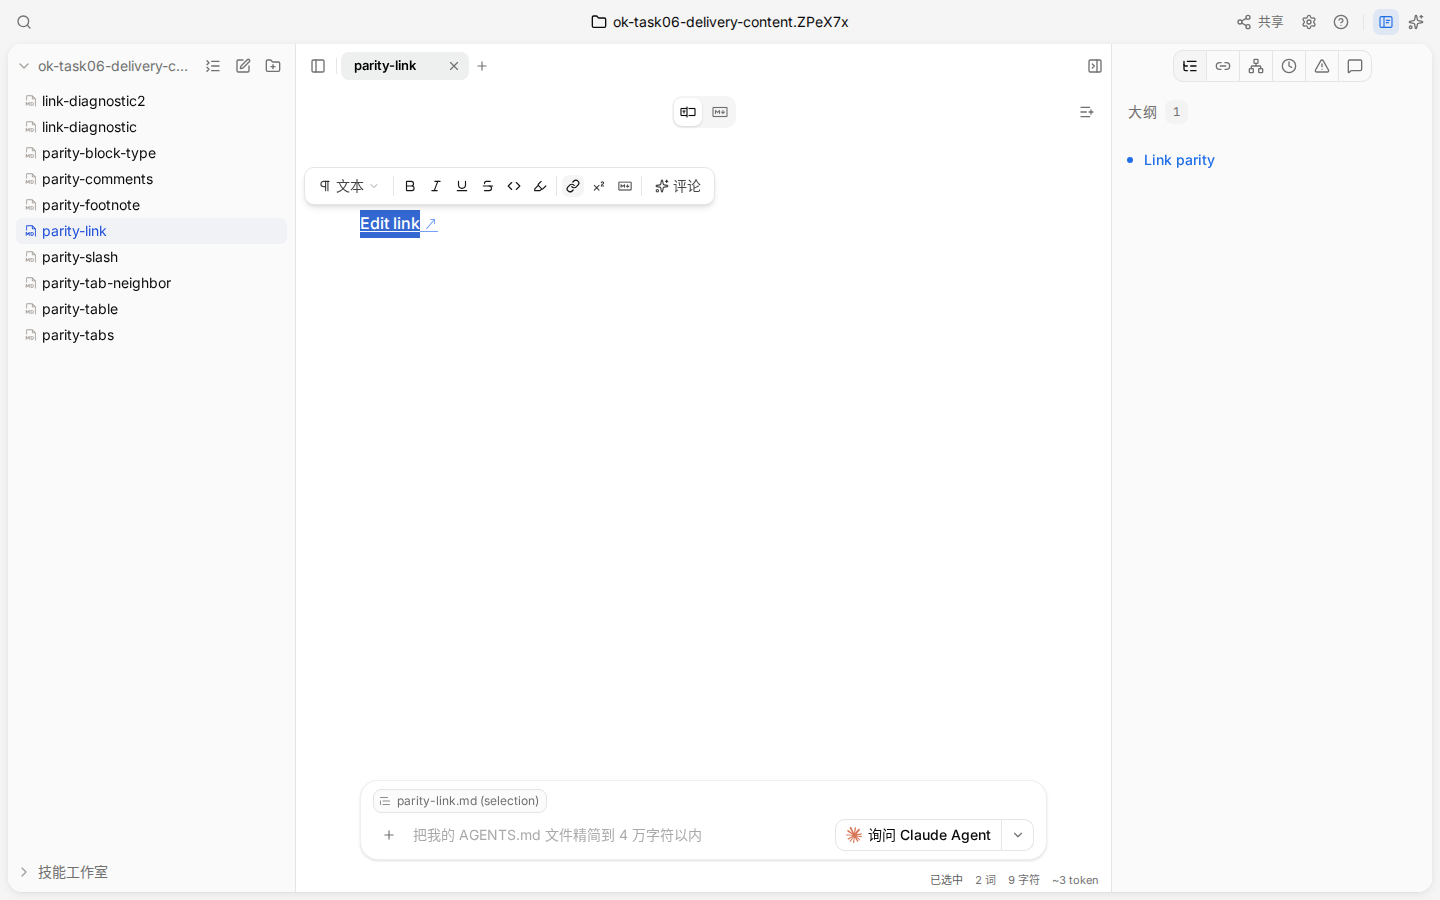 ok-task06-delivery-content.ZPeX7x
共享
ok-task06-delivery-c...
link-diagnostic2
link-diagnostic
parity-block-type
parity-comments
parity-footnote
parity-link
parity-slash
parity-tab-neighbor
parity-table
parity-tabs
技能工作室
parity-link
文本
评论
Edit link
parity-link.md (selection)
把我的 AGENTS.md 文件精简到 4 万字符以内
询问 Claude Agent
已选中 2 词 9 字符 ~3 token
大纲 1
Link parity